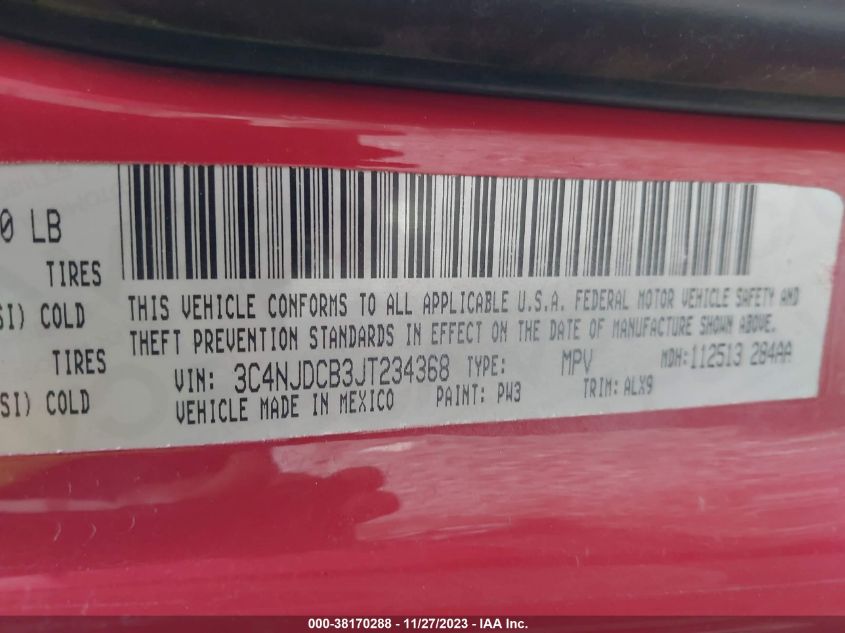 0 LB
TIRES
SI) COLD
TIRES
SI) COLD
THIS VEHICLE CONFORMS TO ALL APPLICABLE U.S.A. FEDERAL MOTOR VEHICLE SAFETY AND
THEFT PREVENTION STANDARDS IN EFFECT ON THE DATE OF MANUFACTURE SHOWN ABOVE.
VIN: 3C4NJDCB3JT234368 TYPE: MPV MDH: 112513 284AA
VEHICLE MADE IN MEXICO PAINT: PW3 TRIM: ALX9
000-38170288 - 11/27/2023 - IAA Inc.